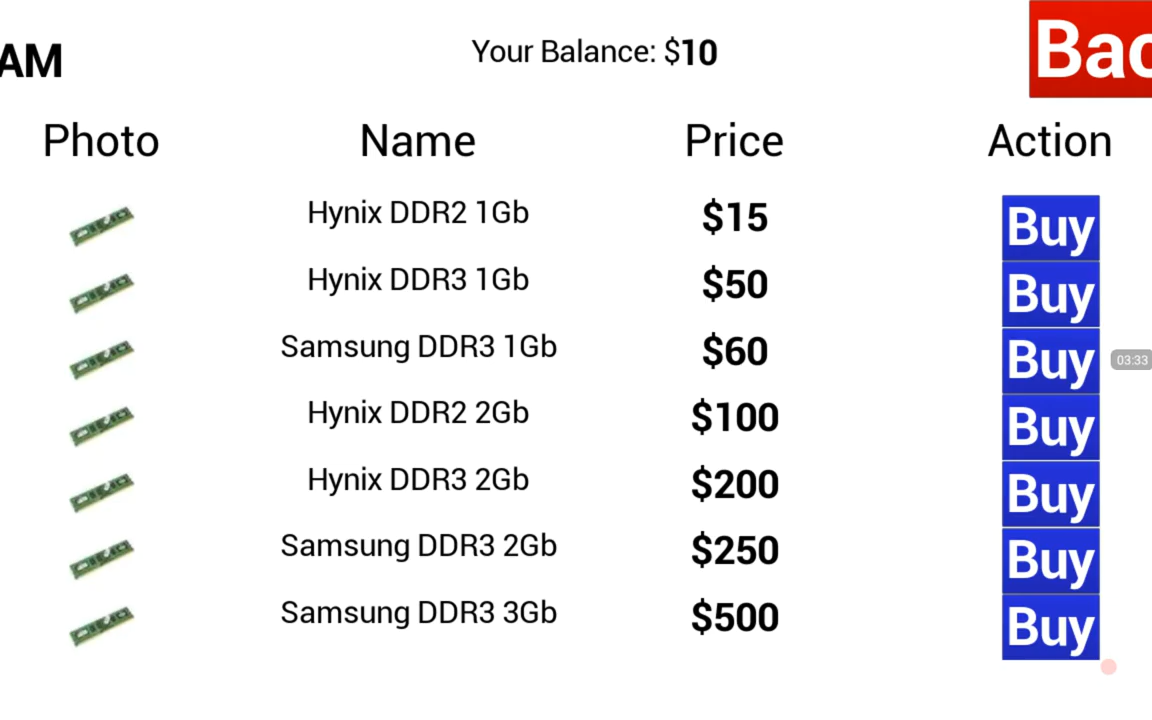 AM
Your Balance: $10
Bac
Photo Name Price Action
Hynix DDR2 1Gb $15 Buy
Hynix DDR3 1Gb $50 Buy
Samsung DDR3 1Gb $60 Buy
03:33
Hynix DDR2 2Gb $100 Buy
Hynix DDR3 2Gb $200 Buy
Samsung DDR3 2Gb $250 Buy
Samsung DDR3 3Gb $500 Buy